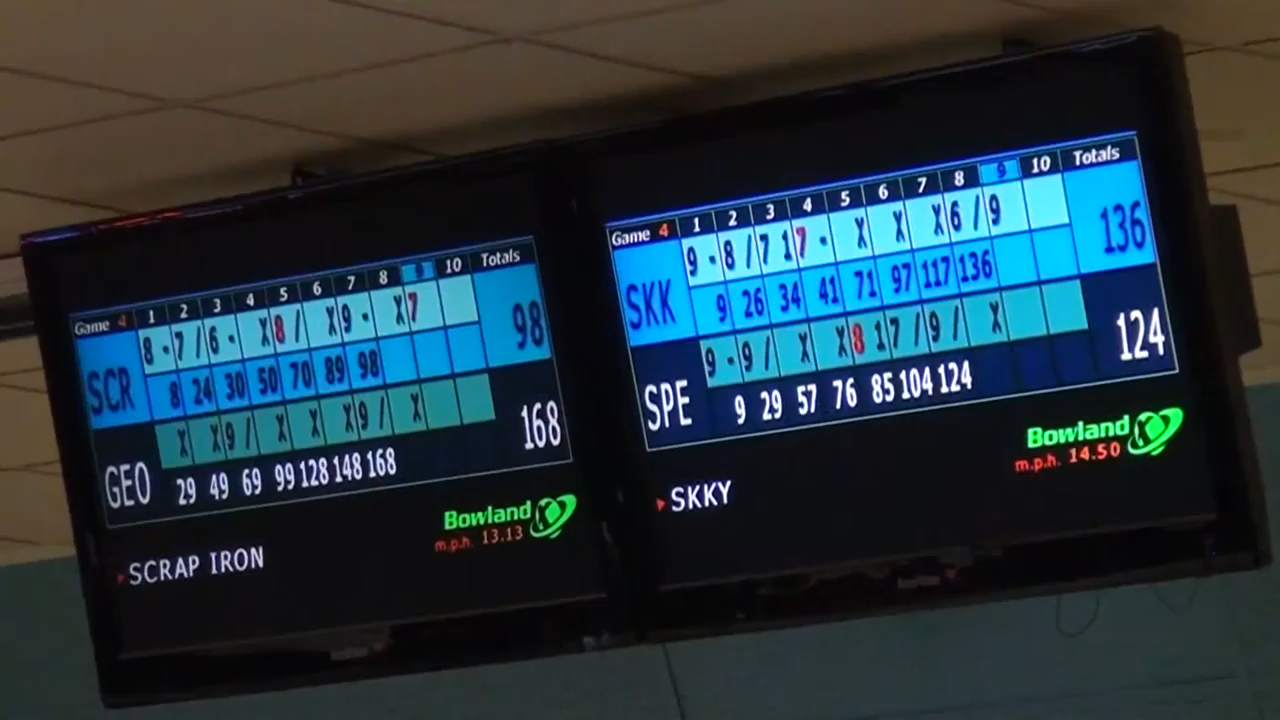 Game 4 1 2 3 4 5 6 7 8 9 10 Totals
SCR 8 - 7 / 6 - X 8 / X 9 - X 7 98
8 24 30 50 70 89 98
GEO X X 9 / X X X 9 / X 168
29 49 69 99 128 148 168
Bowland
m.p.h. 13.13
SCRAP IRON
Game 4 1 2 3 4 5 6 7 8 9 10 Totals
SKK 9 - 8 / 7 1 7 - X X X 6 / 9 136
9 26 34 41 71 97 117 136
SPE 9 - 9 / X X 8 1 7 / 9 / X 124
9 29 57 76 85 104 124
Bowland
m.p.h. 14.50
SKKY